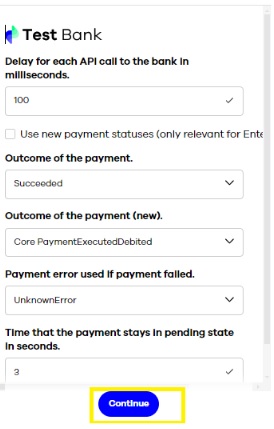 Test Bank
Delay for each API call to the bank in
milliseconds.
100
Use new payment statuses (only relevant for Ente
Outcome of the payment.
Succeeded
Outcome of the payment (new).
Core PaymentExecutedDebited
Payment error used if payment failed.
UnknownError
Time that the payment stays in pending state
in seconds.
3
Continue